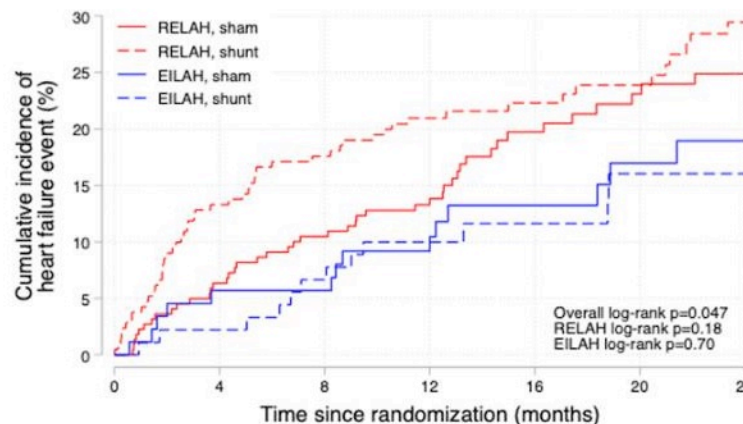 30
25
20
15
10
5
0
Cumulative incidence of
heart failure event (%)
RELAH, sham
RELAH, shunt
EILAH, sham
EILAH, shunt
Overall log-rank p=0.047
RELAH log-rank p=0.18
EILAH log-rank p=0.70
0 4 8 12 16 20
Time since randomization (months)